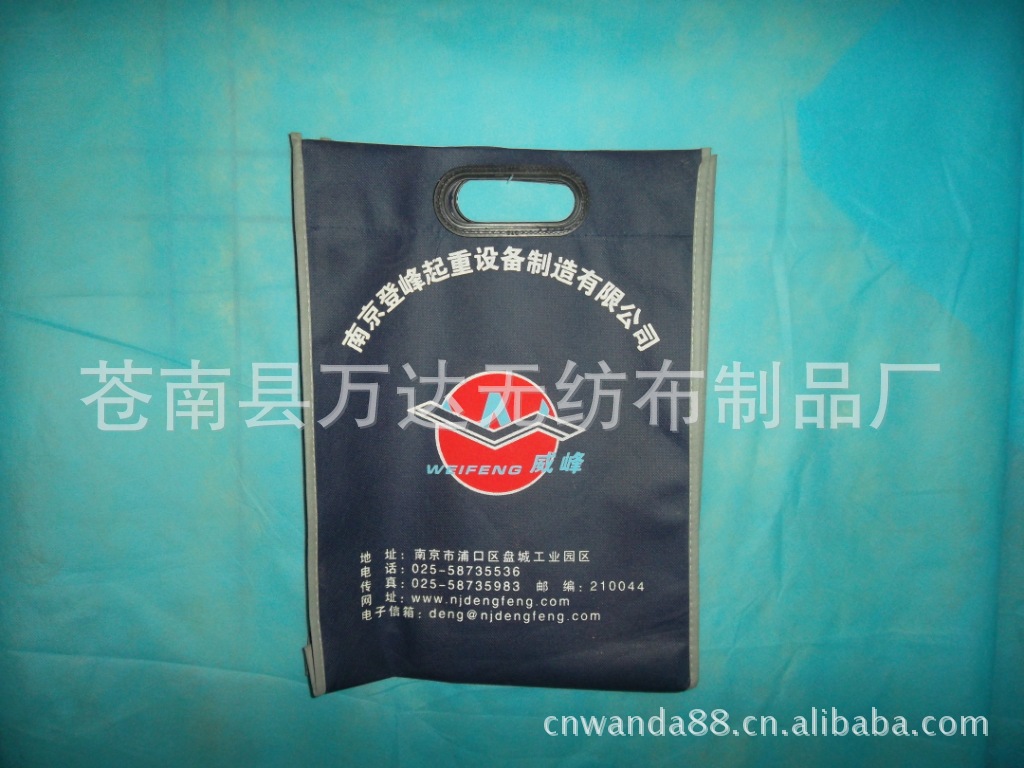 南京登峰起重设备制造有限公司
苍南县万达无纺布制品厂
WEIFENG 威峰
地 址：南京市浦口区盘城工业园区
电 话：025-58735536
传 真：025-58735983 邮 编：210044
网 址：www.njdengfeng.com
电子信箱：deng@njdengfeng.com
cnwanda88.cn.alibaba.com